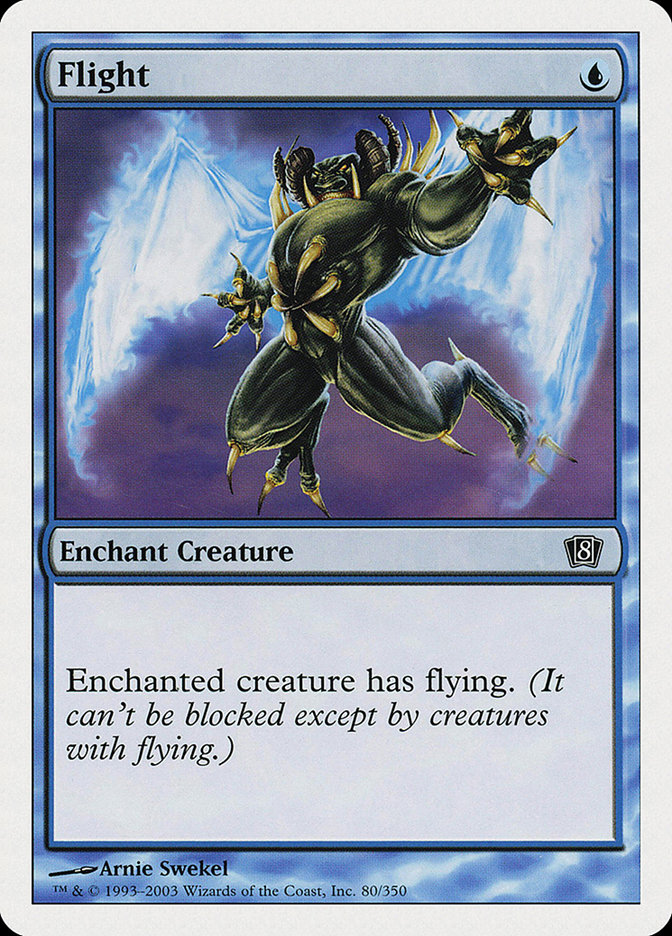 Flight
Enchant Creature
8
Enchanted creature has flying. (It
can't be blocked except by creatures
with flying.)
Arnie Swekel
™ & © 1993–2003 Wizards of the Coast, Inc. 80/350